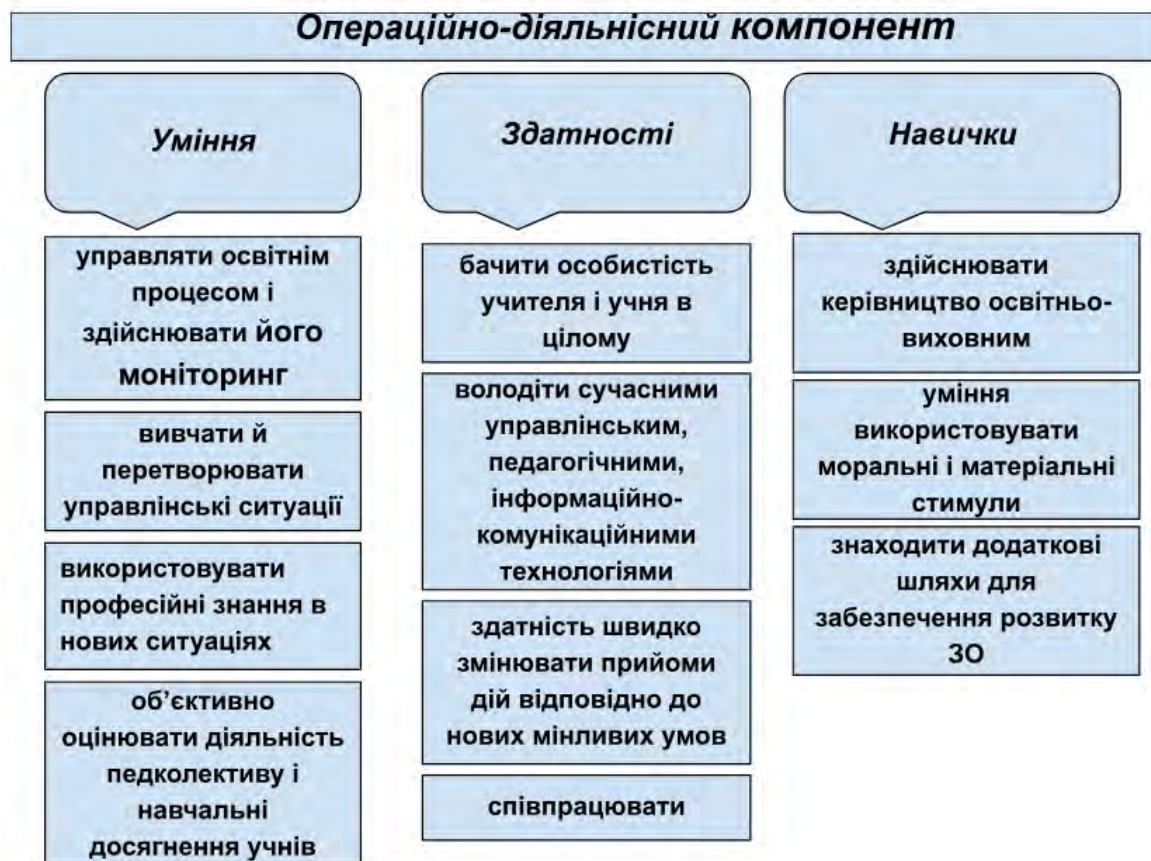 Операційно-діяльнісний компонент
Уміння
управляти освітнім
процесом і
здійснювати його
моніторинг
вивчати й
перетворювати
управлінські ситуації
використовувати
професійні знання в
нових ситуаціях
об’єктивно
оцінювати діяльність
педколективу і
навчальні
досягнення учнів
Здатності
бачити особистість
учителя і учня в
цілому
володіти сучасними
управлінським,
педагогічними,
інформаційно-
комунікаційними
технологіями
здатність швидко
змінювати прийоми
дій відповідно до
нових мінливих умов
співпрацювати
Навички
здійснювати
керівництво освітньо-
виховним
уміння
використовувати
моральні і матеріальні
стимули
знаходити додаткові
шляхи для
забезпечення розвитку
ЗО